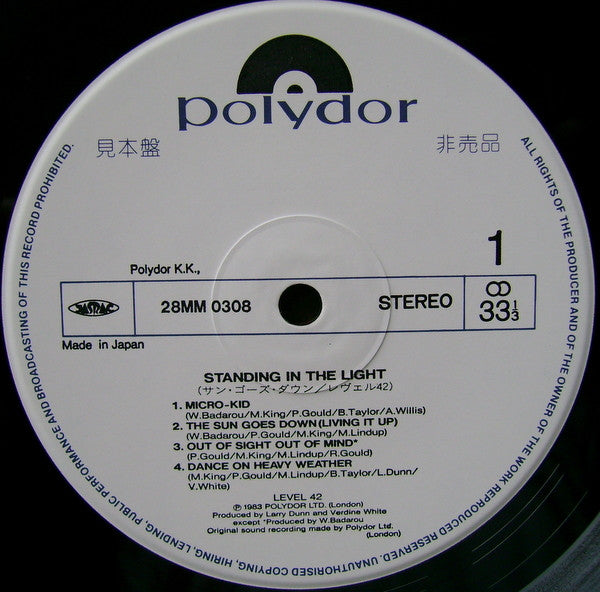 polydor
見本盤
非売品
1
Polydor K.K.,
JASRAC
28MM 0308
STEREO
33⅓
Made in Japan
STANDING IN THE LIGHT
(サン・ゴーズ・ダウン/レヴェル42)
1. MICRO-KID
(W.Badarou/M.King/P.Gould/B.Taylor/A.Willis)
2. THE SUN GOES DOWN(LIVING IT UP)
(W.Badarou/P.Gould/M.King/M.Lindup)
3. OUT OF SIGHT OUT OF MIND*
(P.Gould/M.King/M.Lindup/R.Gould)
4. DANCE ON HEAVY WEATHER
(M.King/P.Gould/M.Lindup/B.Taylor/L.Dunn/
V.White)
LEVEL 42
Ⓟ 1983 POLYDOR LTD. (London)
Produced by Larry Dunn and Verdine White
except *Produced by W.Badarou
Original sound recording made by Polydor Ltd.
(London)
ALL RIGHTS OF THE PRODUCER AND OF THE OWNER OF THE WORK REPRODUCED RESERVED. UNAUTHORISED COPYING, HIRING, LENDING, PUBLIC PERFORMANCE AND BROADCASTING OF THIS RECORD PROHIBITED.